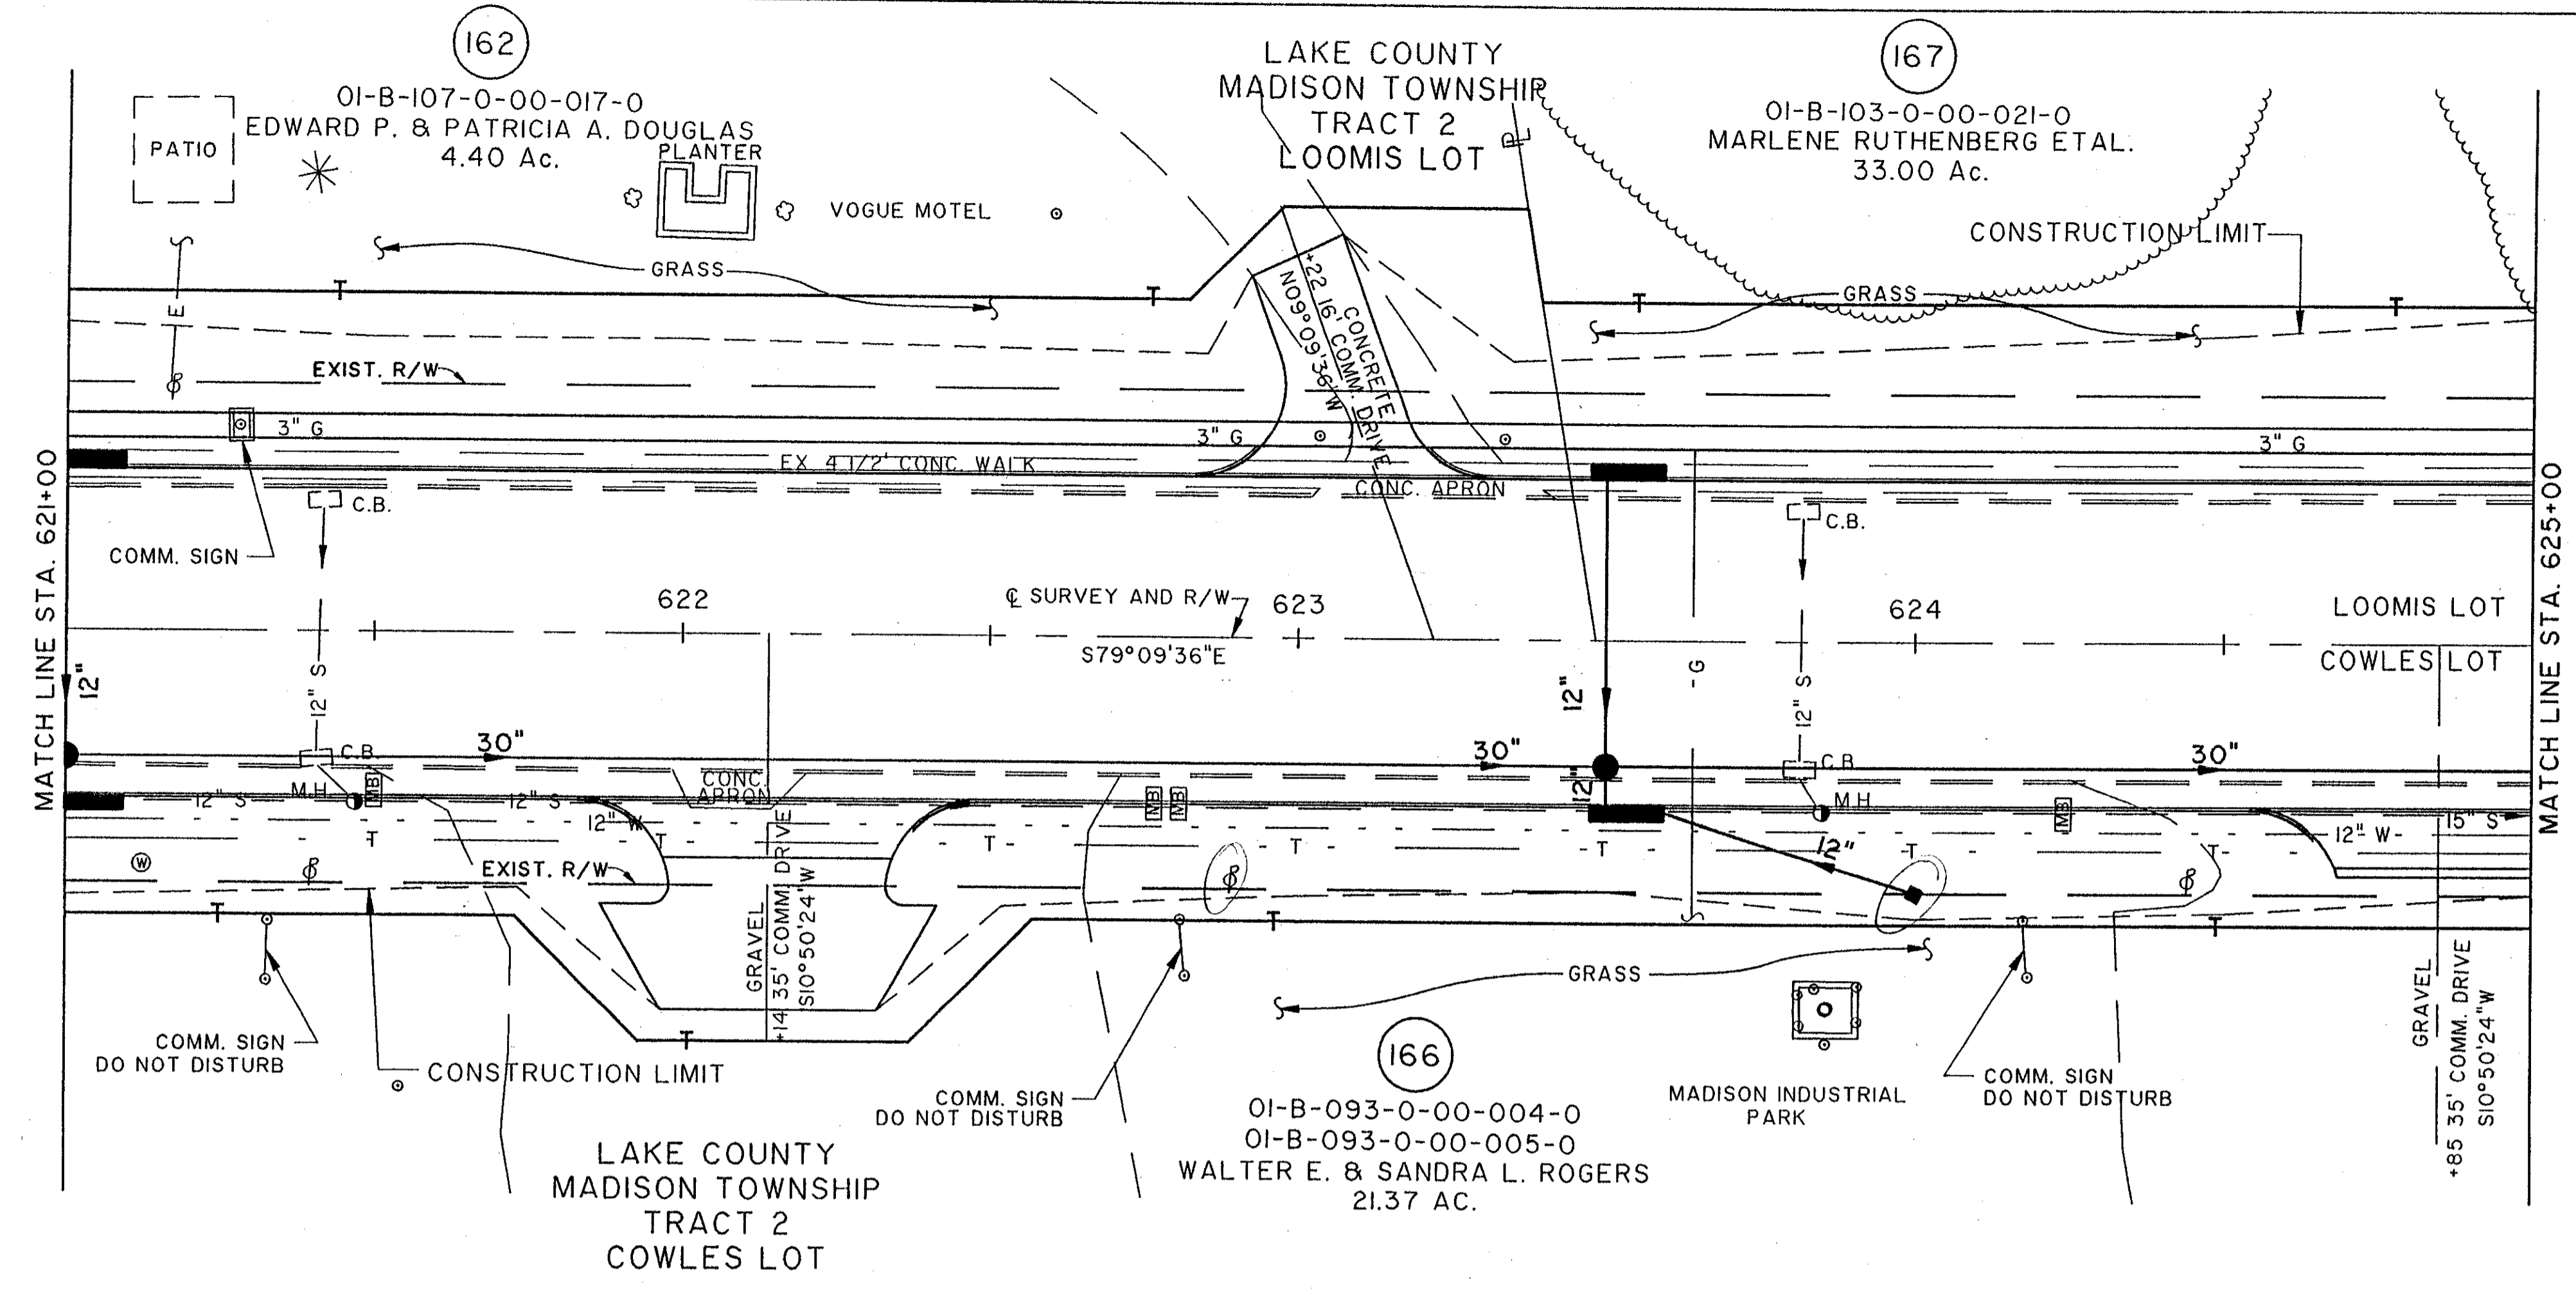 162
01-B-107-0-00-017-0
EDWARD P. & PATRICIA A. DOUGLAS
4.40 Ac.
PATIO
PLANTER
VOGUE MOTEL
LAKE COUNTY
MADISON TOWNSHIP
TRACT 2
LOOMIS LOT
PL
167
01-B-103-0-00-021-0
MARLENE RUTHENBERG ETAL.
33.00 Ac.
CONSTRUCTION LIMIT
GRASS
GRASS
T
T
T
T
E
EXIST. R/W
+22 16' COMM. DRIVE
N09°09'36"W
CONCRETE
3" G
3" G
3" G
EX. 4 1/2' CONC. WALK
CONC. APRON
C.B.
C.B.
COMM. SIGN
MATCH LINE STA. 621+00
MATCH LINE STA. 625+00
622
℄ SURVEY AND R/W
623
624
S79°09'36"E
LOOMIS LOT
COWLES LOT
12"
12" S
12"
G
12" S
30"
30"
30"
C.B.
C.B.
CONC.
APRON
12"
M.H.
MB
MB
MB
M.H.
MB
12" S
12" S
12" W
12" W
15" S
T
T
T
T
T
T
T
W
EXIST. R/W
12"
GRAVEL
+14 35' COMM. DRIVE
S10°50'24"W
T
T
T
T
GRASS
COMM. SIGN
DO NOT DISTURB
CONSTRUCTION LIMIT
COMM. SIGN
DO NOT DISTURB
166
01-B-093-0-00-004-0
01-B-093-0-00-005-0
WALTER E. & SANDRA L. ROGERS
21.37 AC.
MADISON INDUSTRIAL
PARK
COMM. SIGN
DO NOT DISTURB
GRAVEL
+85 35' COMM. DRIVE
S10°50'24"W
LAKE COUNTY
MADISON TOWNSHIP
TRACT 2
COWLES LOT